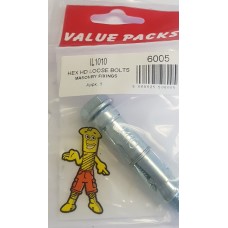 VALUE PACKS
IL1010
6005
HEX HD LOOSE BOLTS
MASONRY FIXINGS